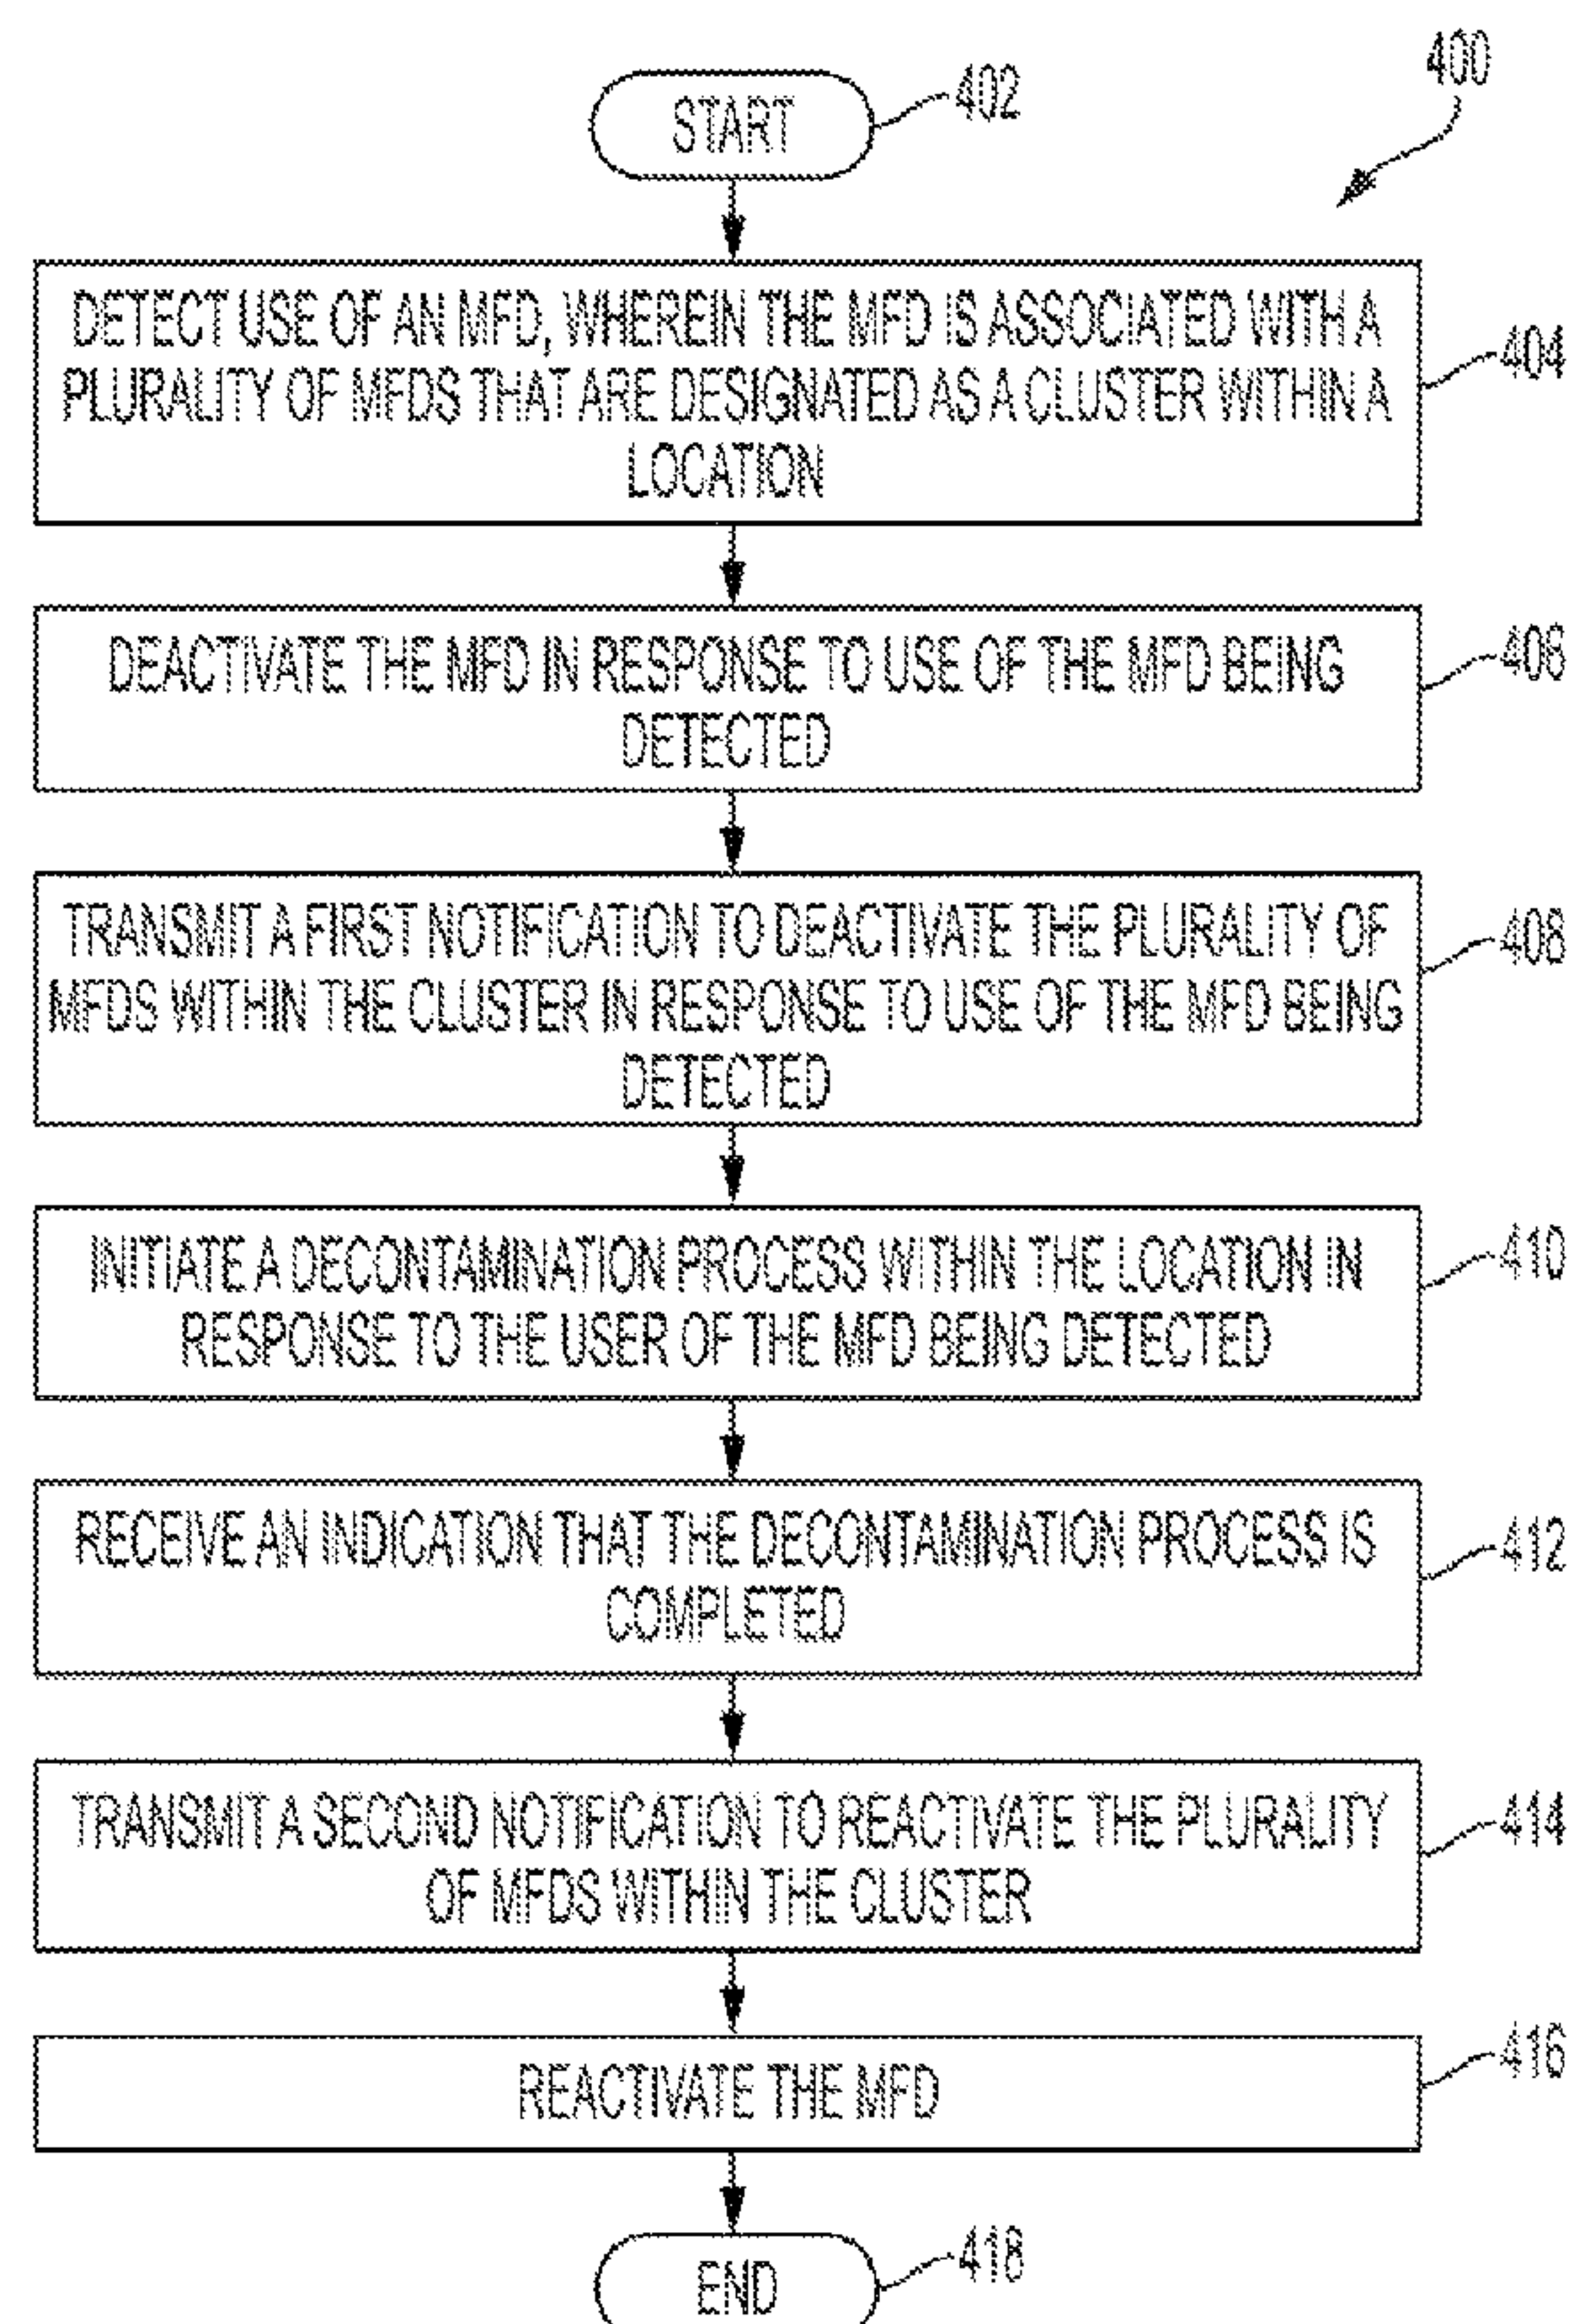 400
START
402
DETECT USE OF AN MFD, WHEREIN THE MFD IS ASSOCIATED WITH A
PLURALITY OF MFDS THAT ARE DESIGNATED AS A CLUSTER WITHIN A
LOCATION
404
DEACTIVATE THE MFD IN RESPONSE TO USE OF THE MFD BEING
DETECTED
406
TRANSMIT A FIRST NOTIFICATION TO DEACTIVATE THE PLURALITY OF
MFDS WITHIN THE CLUSTER IN RESPONSE TO USE OF THE MFD BEING
DETECTED
408
INITIATE A DECONTAMINATION PROCESS WITHIN THE LOCATION IN
RESPONSE TO THE USER OF THE MFD BEING DETECTED
410
RECEIVE AN INDICATION THAT THE DECONTAMINATION PROCESS IS
COMPLETED
412
TRANSMIT A SECOND NOTIFICATION TO REACTIVATE THE PLURALITY
OF MFDS WITHIN THE CLUSTER
414
REACTIVATE THE MFD
416
END
418